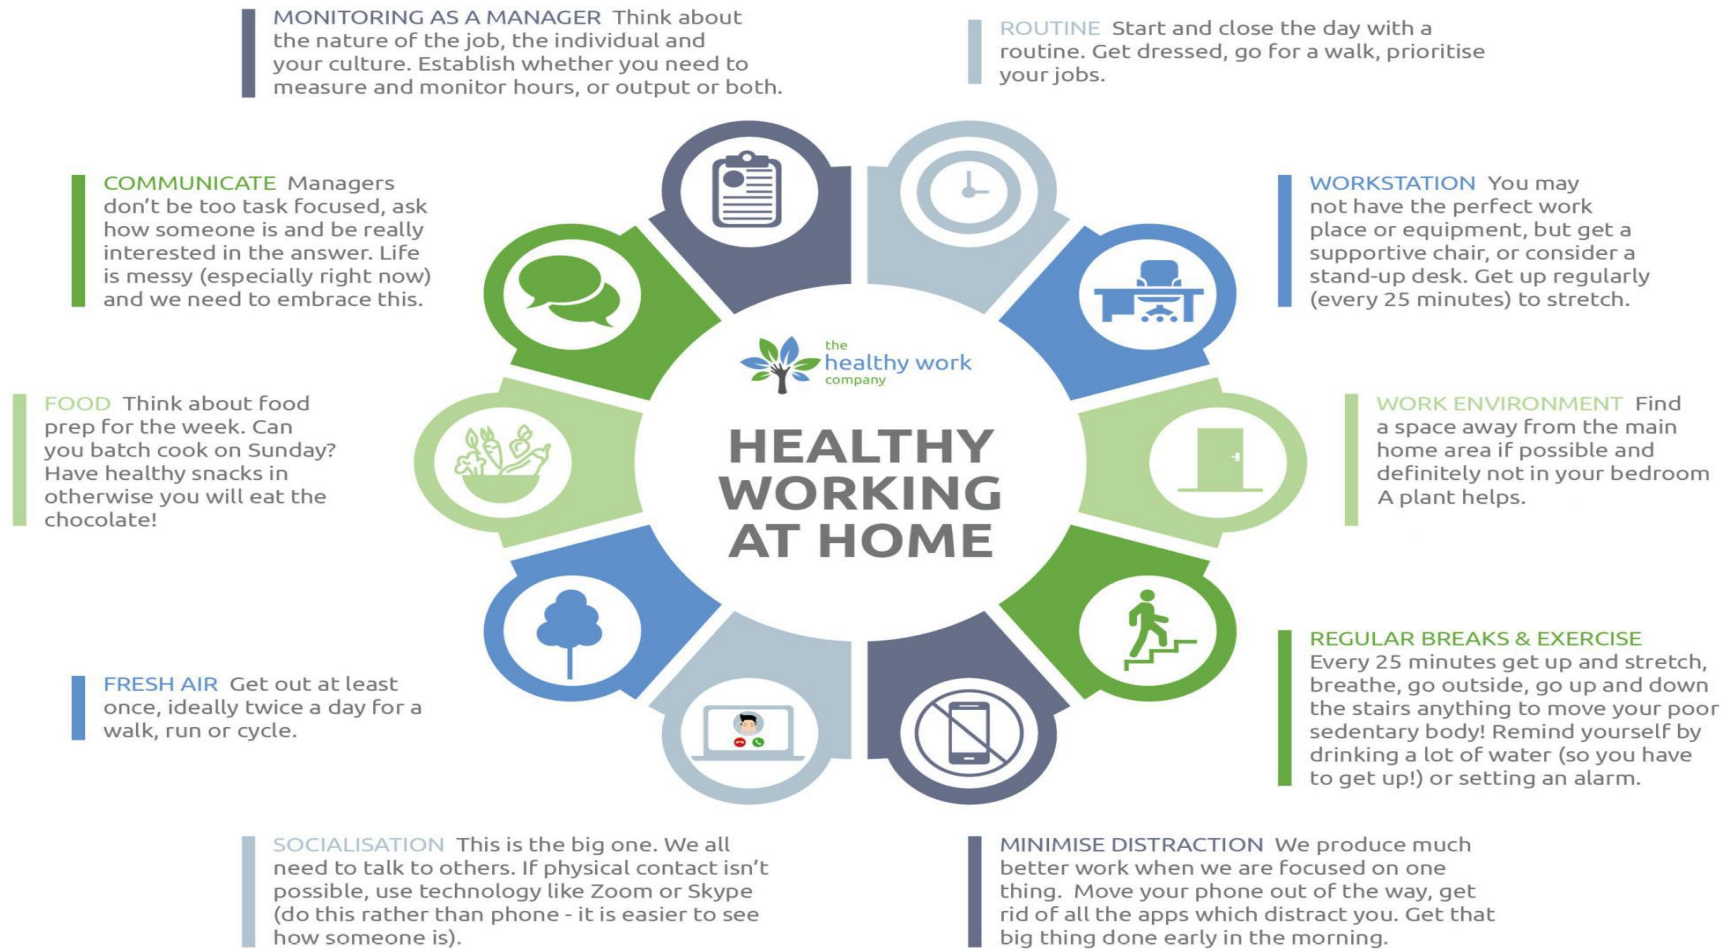 MONITORING AS A MANAGER Think about
the nature of the job, the individual and
your culture. Establish whether you need to
measure and monitor hours, or output or both.
ROUTINE Start and close the day with a
routine. Get dressed, go for a walk, prioritise
your jobs.
COMMUNICATE Managers
don't be too task focused, ask
how someone is and be really
interested in the answer. Life
is messy (especially right now)
and we need to embrace this.
WORKSTATION You may
not have the perfect work
place or equipment, but get a
supportive chair, or consider a
stand-up desk. Get up regularly
(every 25 minutes) to stretch.
the
healthy work
company
HEALTHY
WORKING
AT HOME
FOOD Think about food
prep for the week. Can
you batch cook on Sunday?
Have healthy snacks in
otherwise you will eat the
chocolate!
WORK ENVIRONMENT Find
a space away from the main
home area if possible and
definitely not in your bedroom
A plant helps.
FRESH AIR Get out at least
once, ideally twice a day for a
walk, run or cycle.
REGULAR BREAKS & EXERCISE
Every 25 minutes get up and stretch,
breathe, go outside, go up and down
the stairs anything to move your poor
sedentary body! Remind yourself by
drinking a lot of water (so you have
to get up!) or setting an alarm.
SOCIALISATION This is the big one. We all
need to talk to others. If physical contact isn't
possible, use technology like Zoom or Skype
(do this rather than phone - it is easier to see
how someone is).
MINIMISE DISTRACTION We produce much
better work when we are focused on one
thing. Move your phone out of the way, get
rid of all the apps which distract you. Get that
big thing done early in the morning.